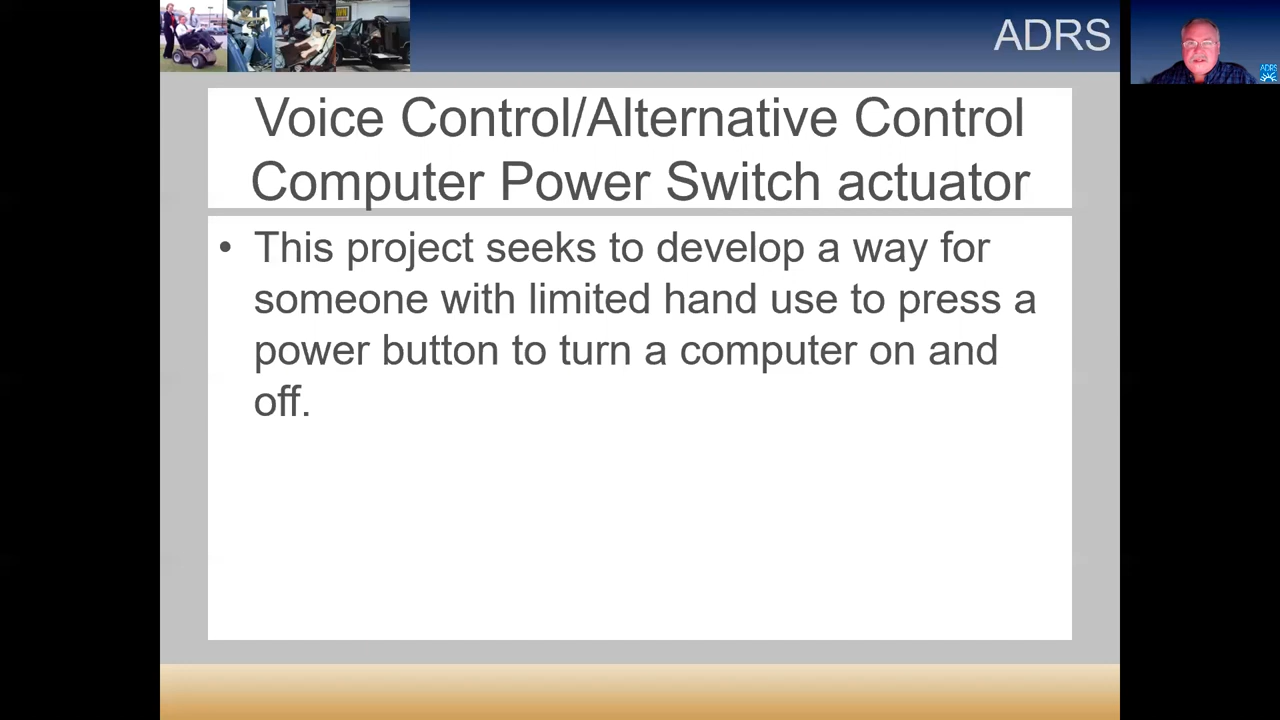 ADRS
ADRS
Voice Control/Alternative Control
Computer Power Switch actuator
• This project seeks to develop a way for
someone with limited hand use to press a
power button to turn a computer on and
off.